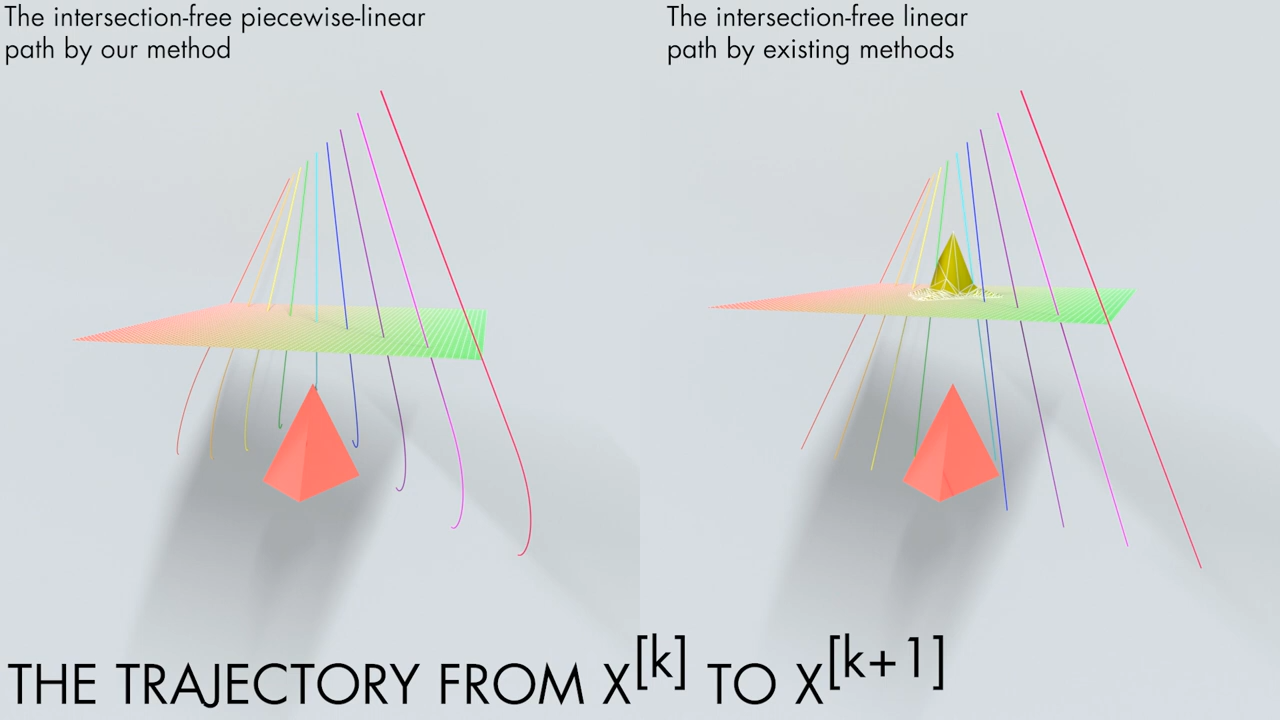 The intersection-free piecewise-linear
path by our method
The intersection-free linear
path by existing methods
THE TRAJECTORY FROM X[k] TO X[k+1]